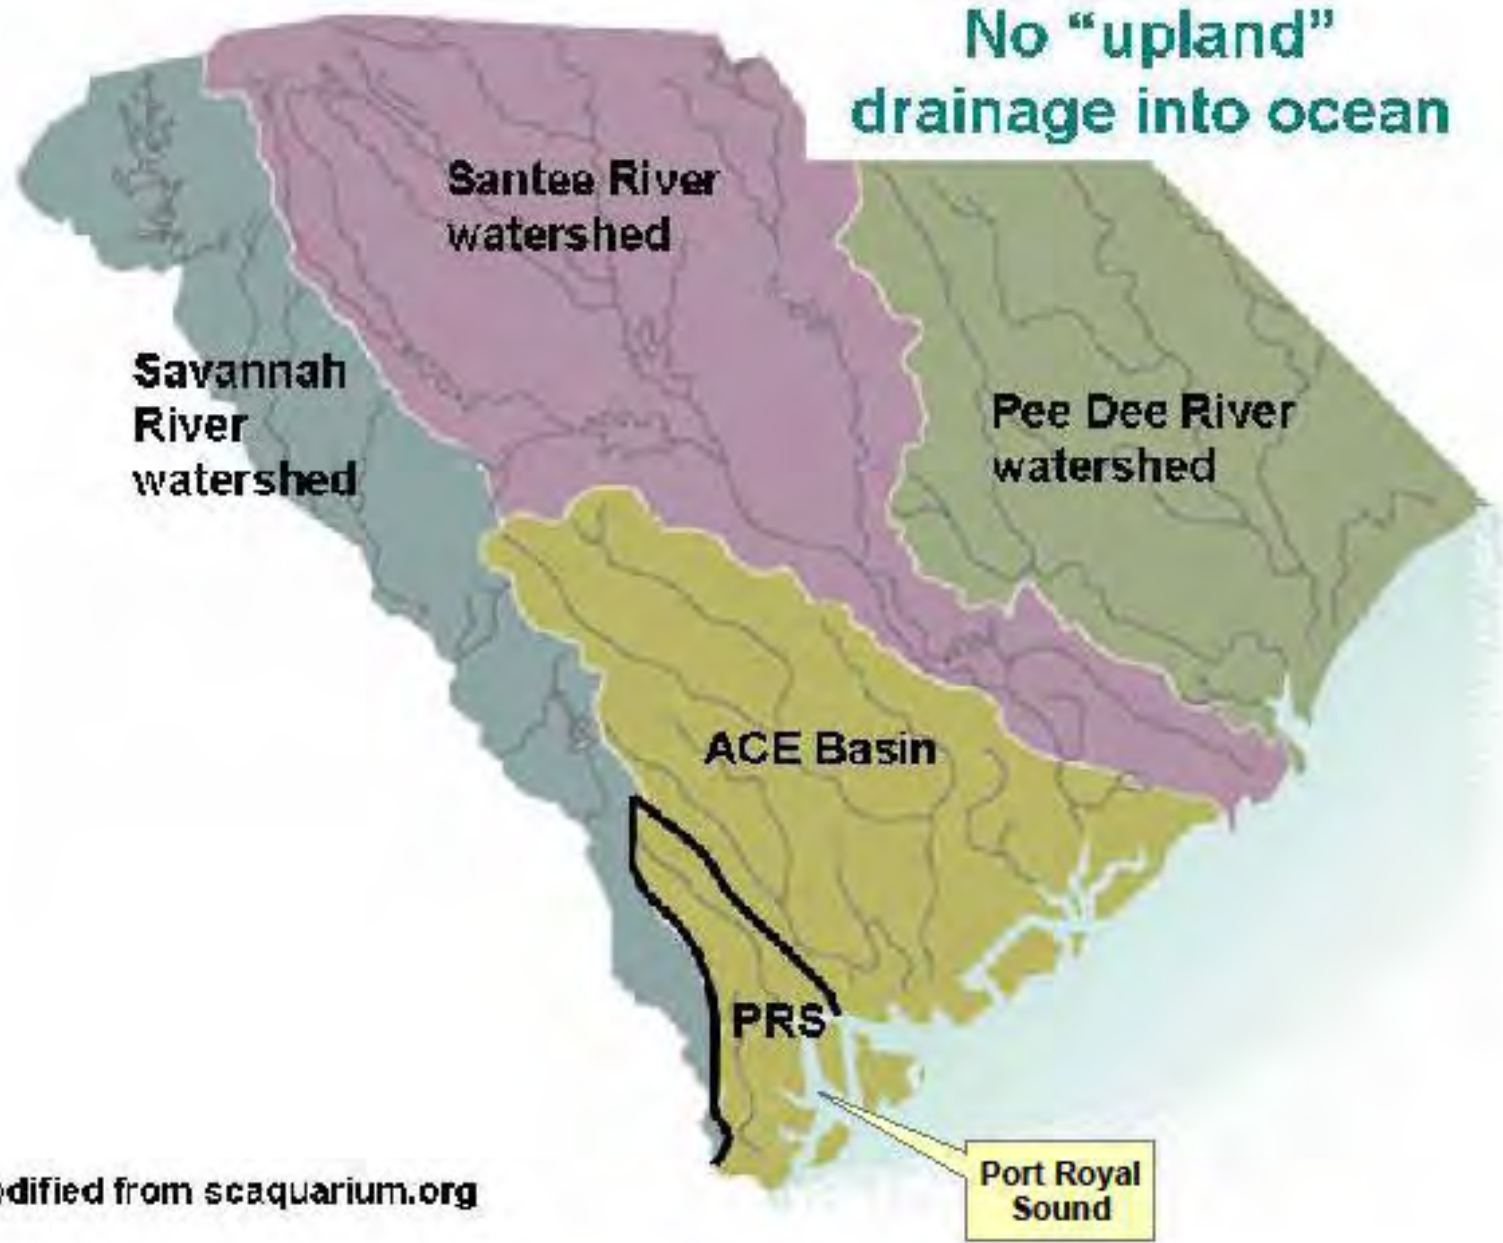 No “upland”
drainage into ocean
Santee River
watershed
Savannah
River
watershed
Pee Dee River
watershed
ACE Basin
PRS
Port Royal
Sound
dified from scaquarium.org